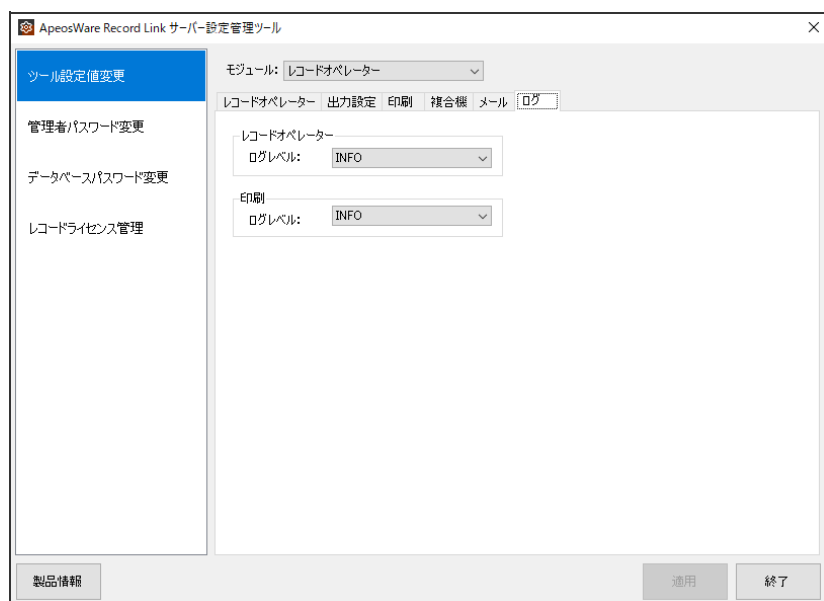 ApeosWare Record Link サーバー設定管理ツール
ツール設定値変更
管理者パスワード変更
データベースパスワード変更
レコードライセンス管理
モジュール: レコードオペレーター
レコードオペレーター 出力設定 印刷 複合機 メール ログ
レコードオペレーター
ログレベル: INFO
印刷
ログレベル: INFO
製品情報 適用 終了